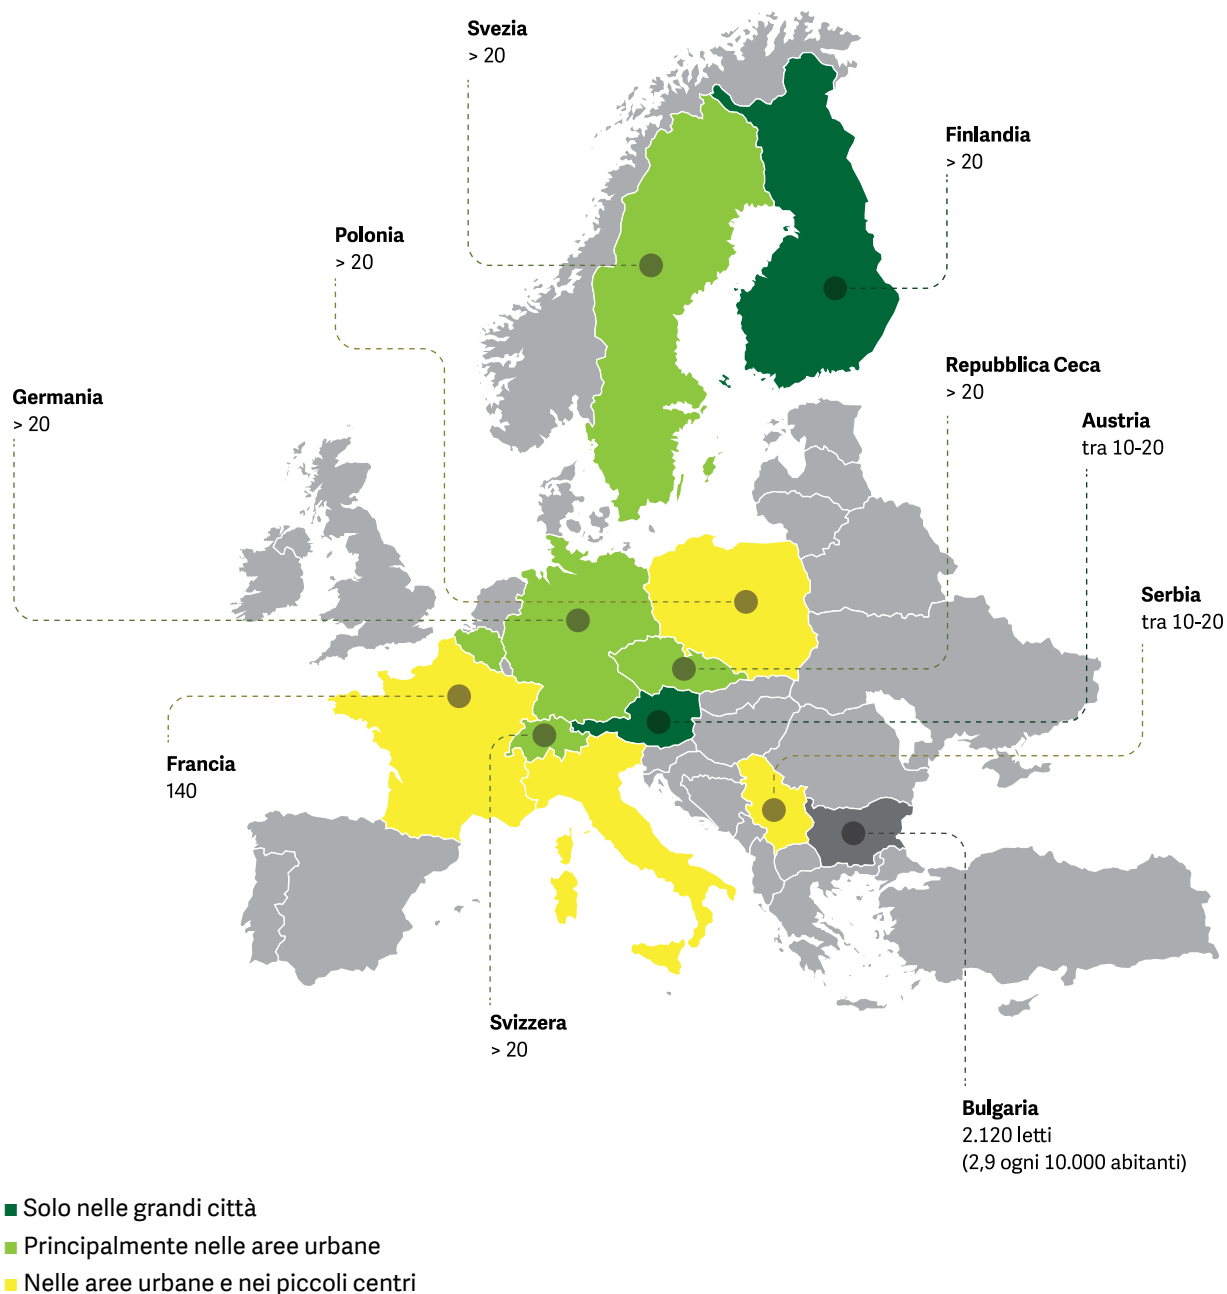 Svezia
> 20
Finlandia
> 20
Polonia
> 20
Repubblica Ceca
> 20
Germania
> 20
Austria
tra 10-20
Serbia
tra 10-20
Francia
140
Svizzera
> 20
Bulgaria
2.120 letti
(2,9 ogni 10.000 abitanti)
Solo nelle grandi città
Principalmente nelle aree urbane
Nelle aree urbane e nei piccoli centri